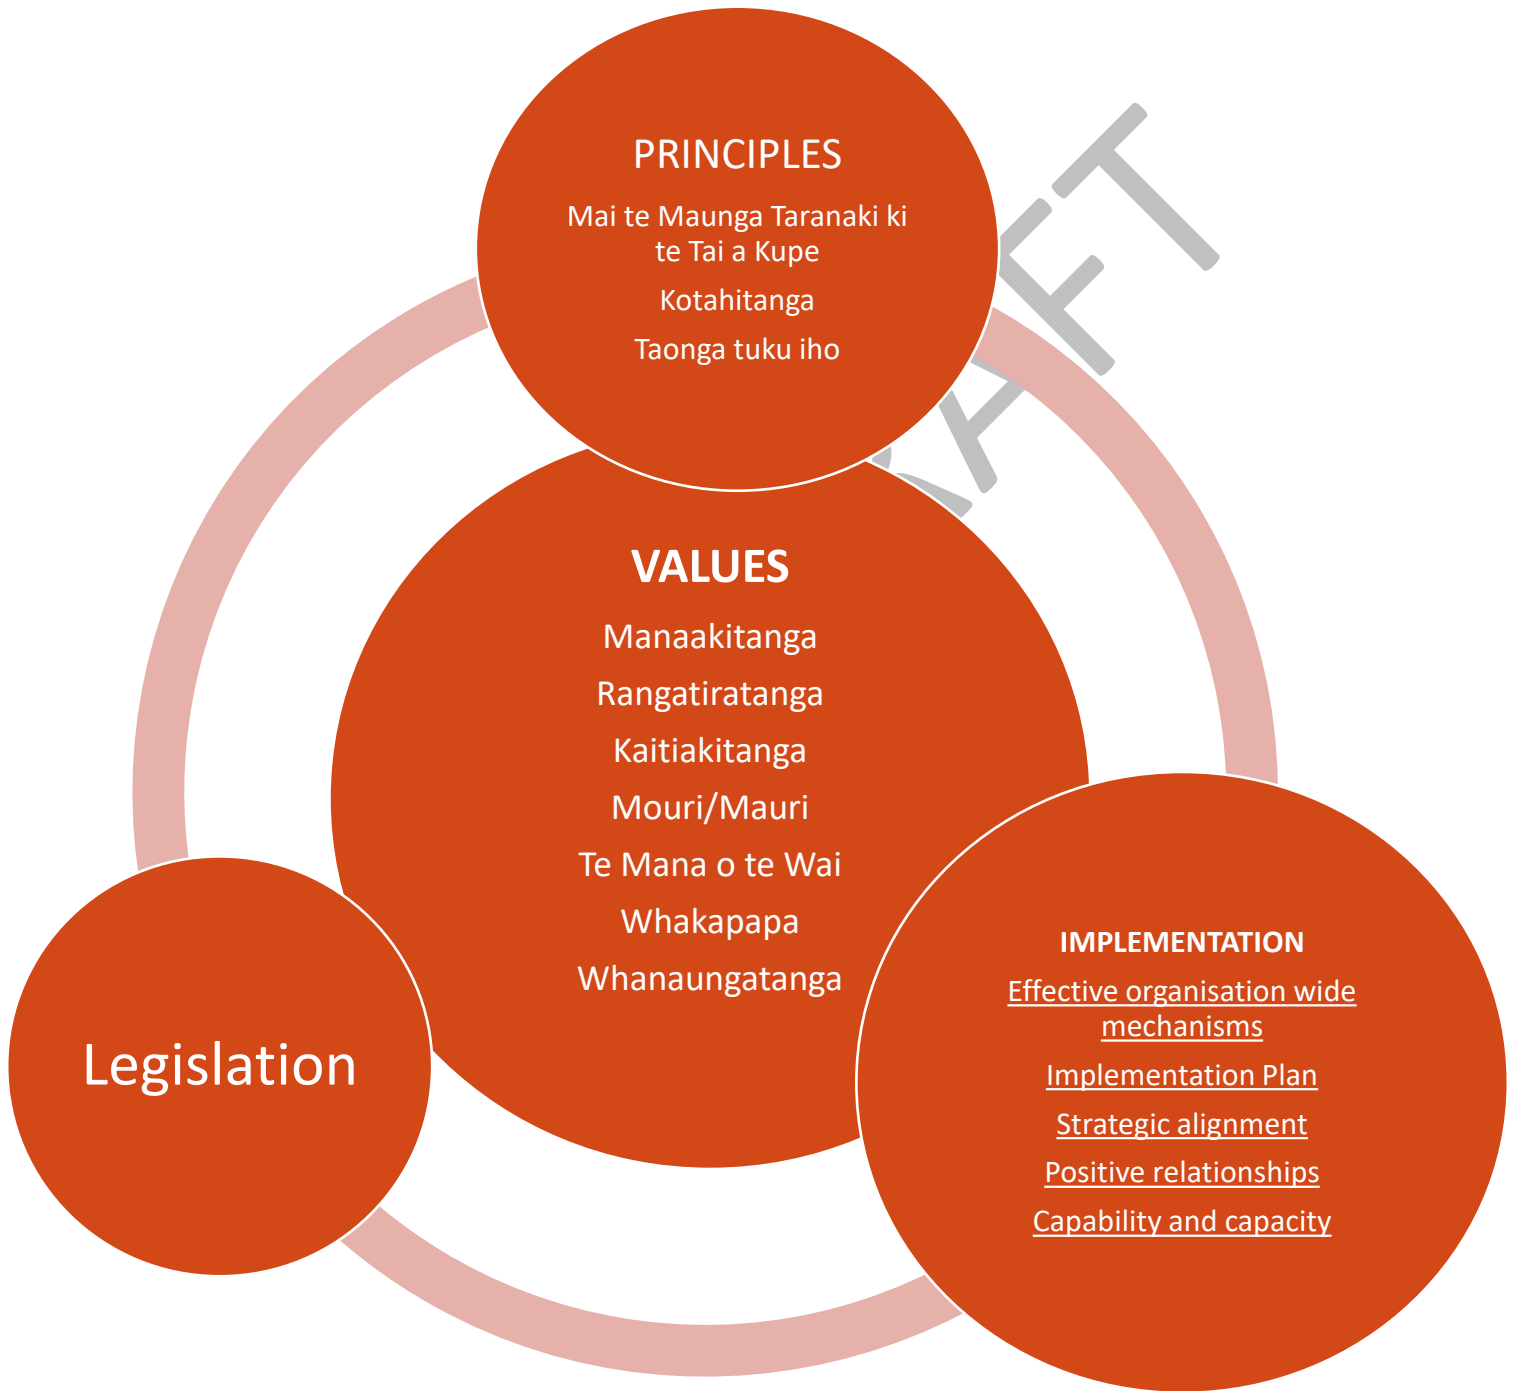 PRINCIPLES
Mai te Maunga Taranaki ki
te Tai a Kupe
Kotahitanga
Taonga tuku iho
VALUES
Manaakitanga
Rangatiratanga
Kaitiakitanga
Mouri/Mauri
Te Mana o te Wai
Whakapapa
Whanaungatanga
Legislation
IMPLEMENTATION
Effective organisation wide
mechanisms
Implementation Plan
Strategic alignment
Positive relationships
Capability and capacity